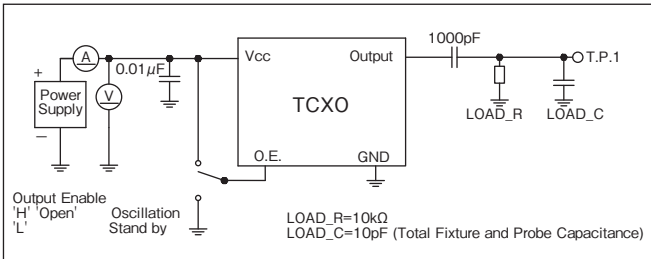 1000pF
A
Vcc
Output
T.P.1
0.01μF
+
Power
Supply
−
V
TCXO
LOAD_R
LOAD_C
O.E.
GND
Output Enable
'H' 'Open'
'L'
Oscillation
Stand by
LOAD_R=10kΩ
LOAD_C=10pF (Total Fixture and Probe Capacitance)